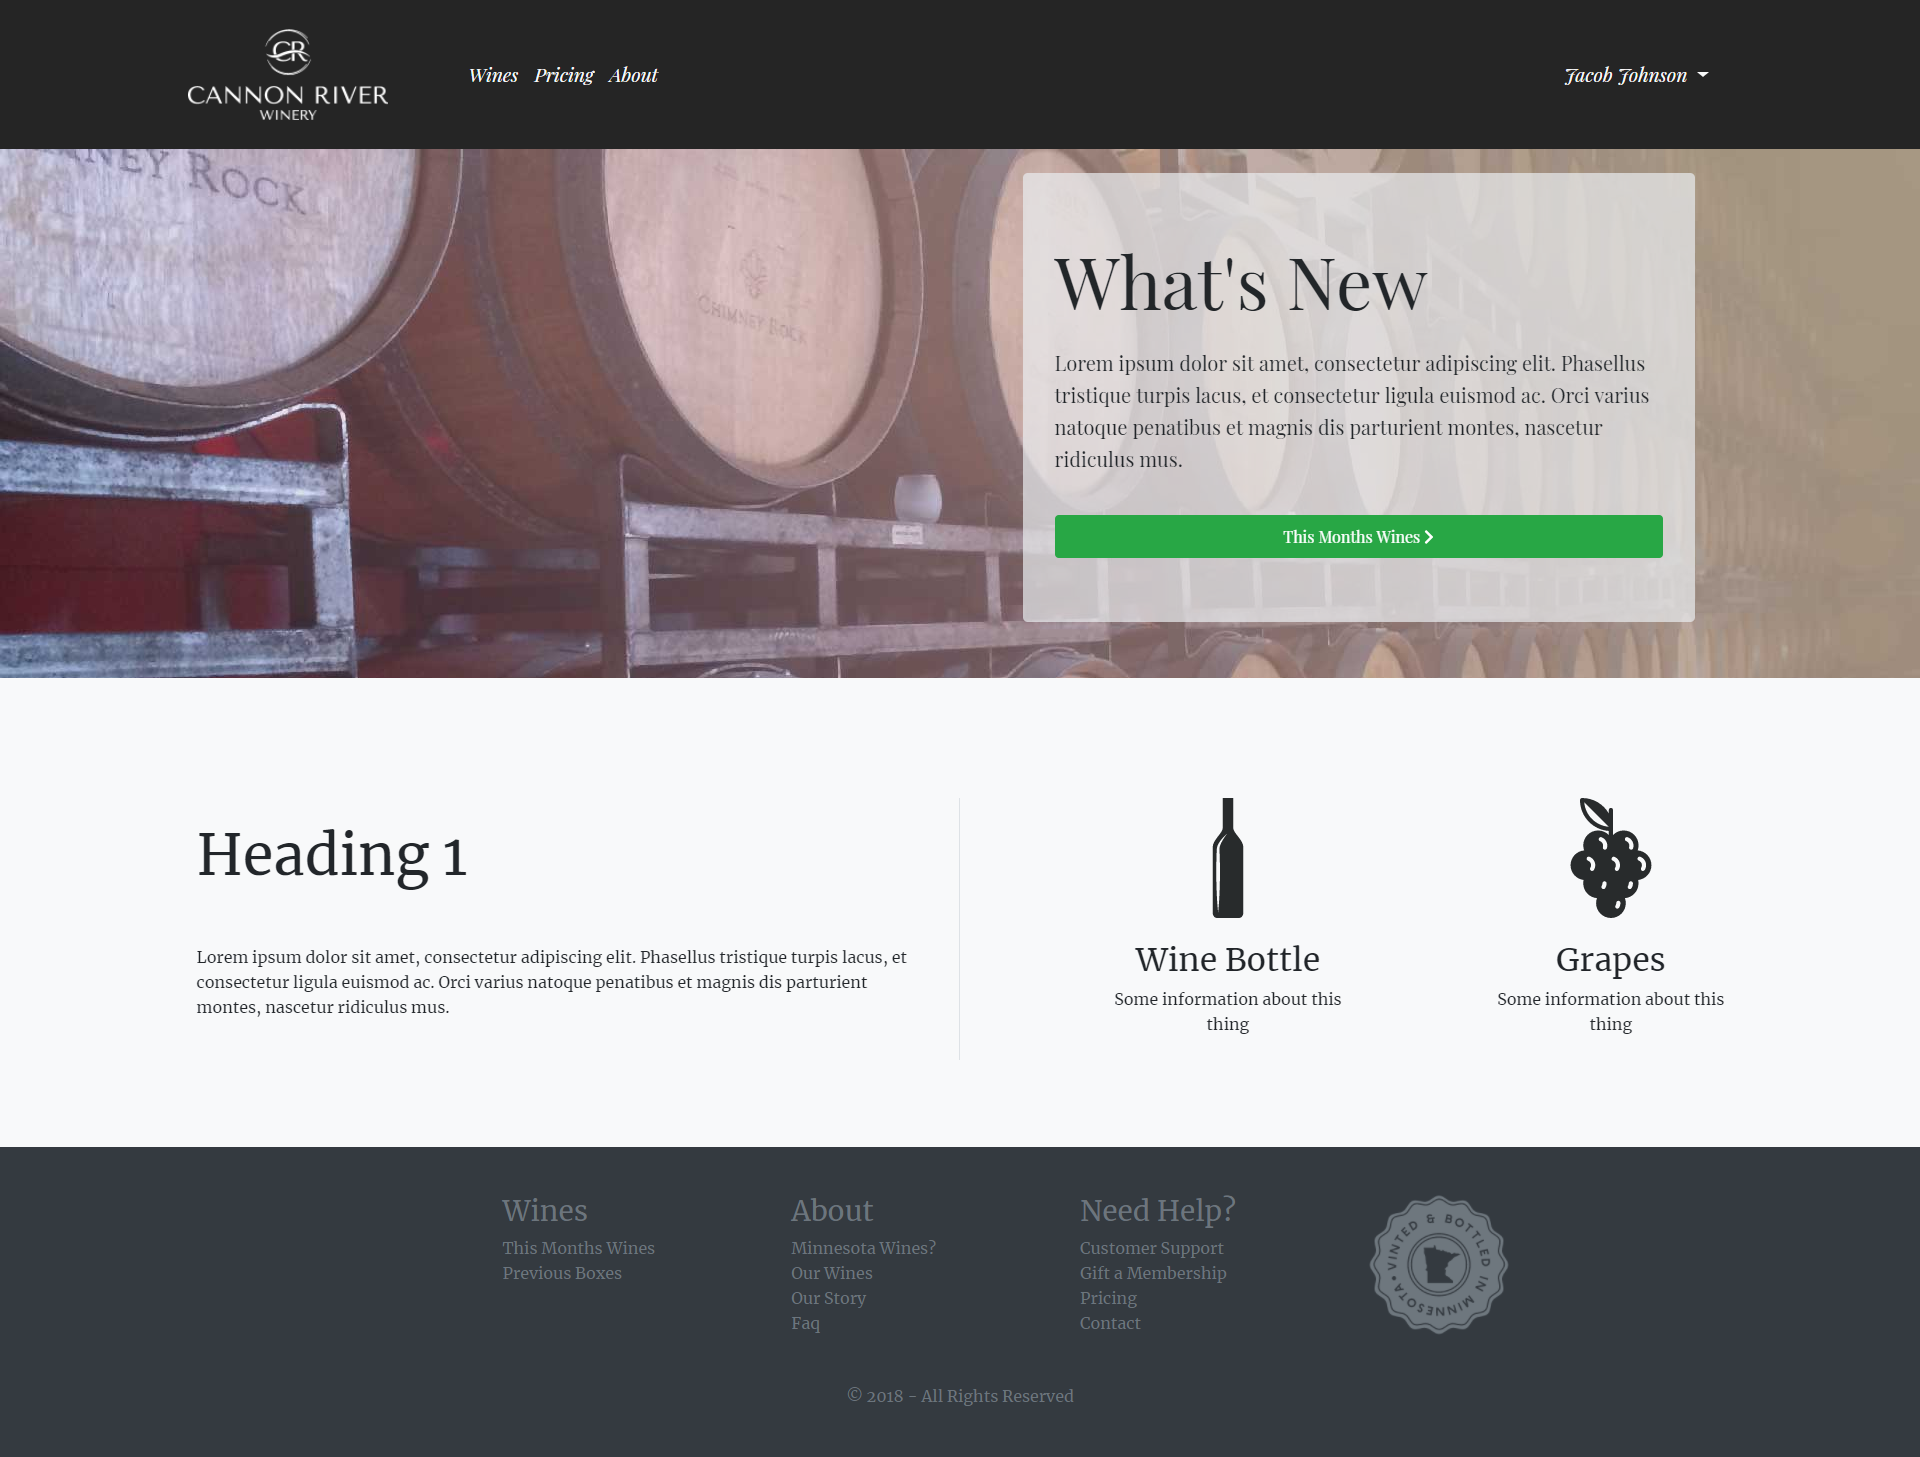 CR
CANNON RIVER
WINERY
Wines Pricing About
Jacob Johnson
CHIMNEY ROCK
CHIMNEY ROCK
What's New
Lorem ipsum dolor sit amet, consectetur adipiscing elit. Phasellus
tristique turpis lacus, et consectetur ligula euismod ac. Orci varius
natoque penatibus et magnis dis parturient montes, nascetur
ridiculus mus.
This Months Wines
Heading 1
Lorem ipsum dolor sit amet, consectetur adipiscing elit. Phasellus tristique turpis lacus, et
consectetur ligula euismod ac. Orci varius natoque penatibus et magnis dis parturient
montes, nascetur ridiculus mus.
Wine Bottle
Some information about this
thing
Grapes
Some information about this
thing
Wines
This Months Wines
Previous Boxes
About
Minnesota Wines?
Our Wines
Our Story
Faq
Need Help?
Customer Support
Gift a Membership
Pricing
Contact
VINTED & BOTTLED IN MINNESOTA
© 2018 - All Rights Reserved